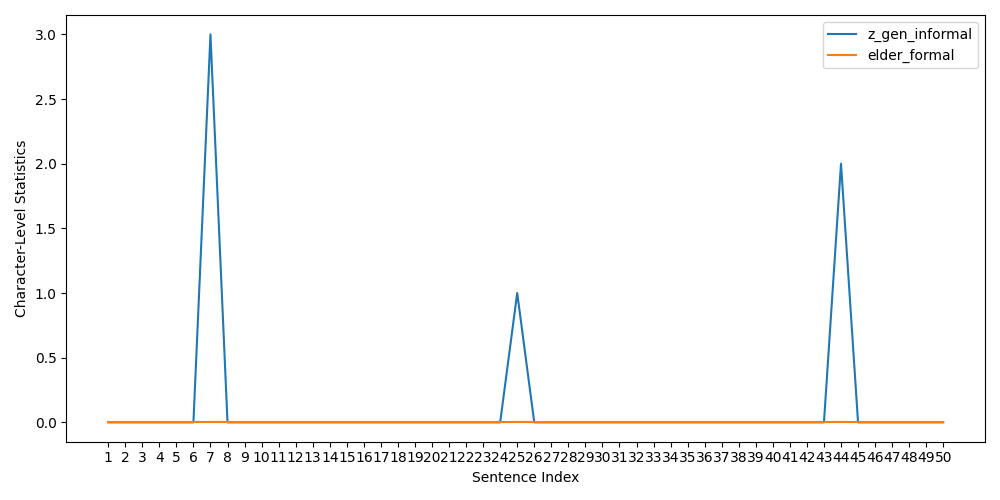 z_gen_informal
elder_formal
3.0
2.5
2.0
1.5
1.0
0.5
0.0
Character-Level Statistics
1 2 3 4 5 6 7 8 9 10 11 12 13 14 15 16 17 18 19 20 21 22 23 24 25 26 27 28 29 30 31 32 33 34 35 36 37 38 39 40 41 42 43 44 45 46 47 48 49 50
Sentence Index